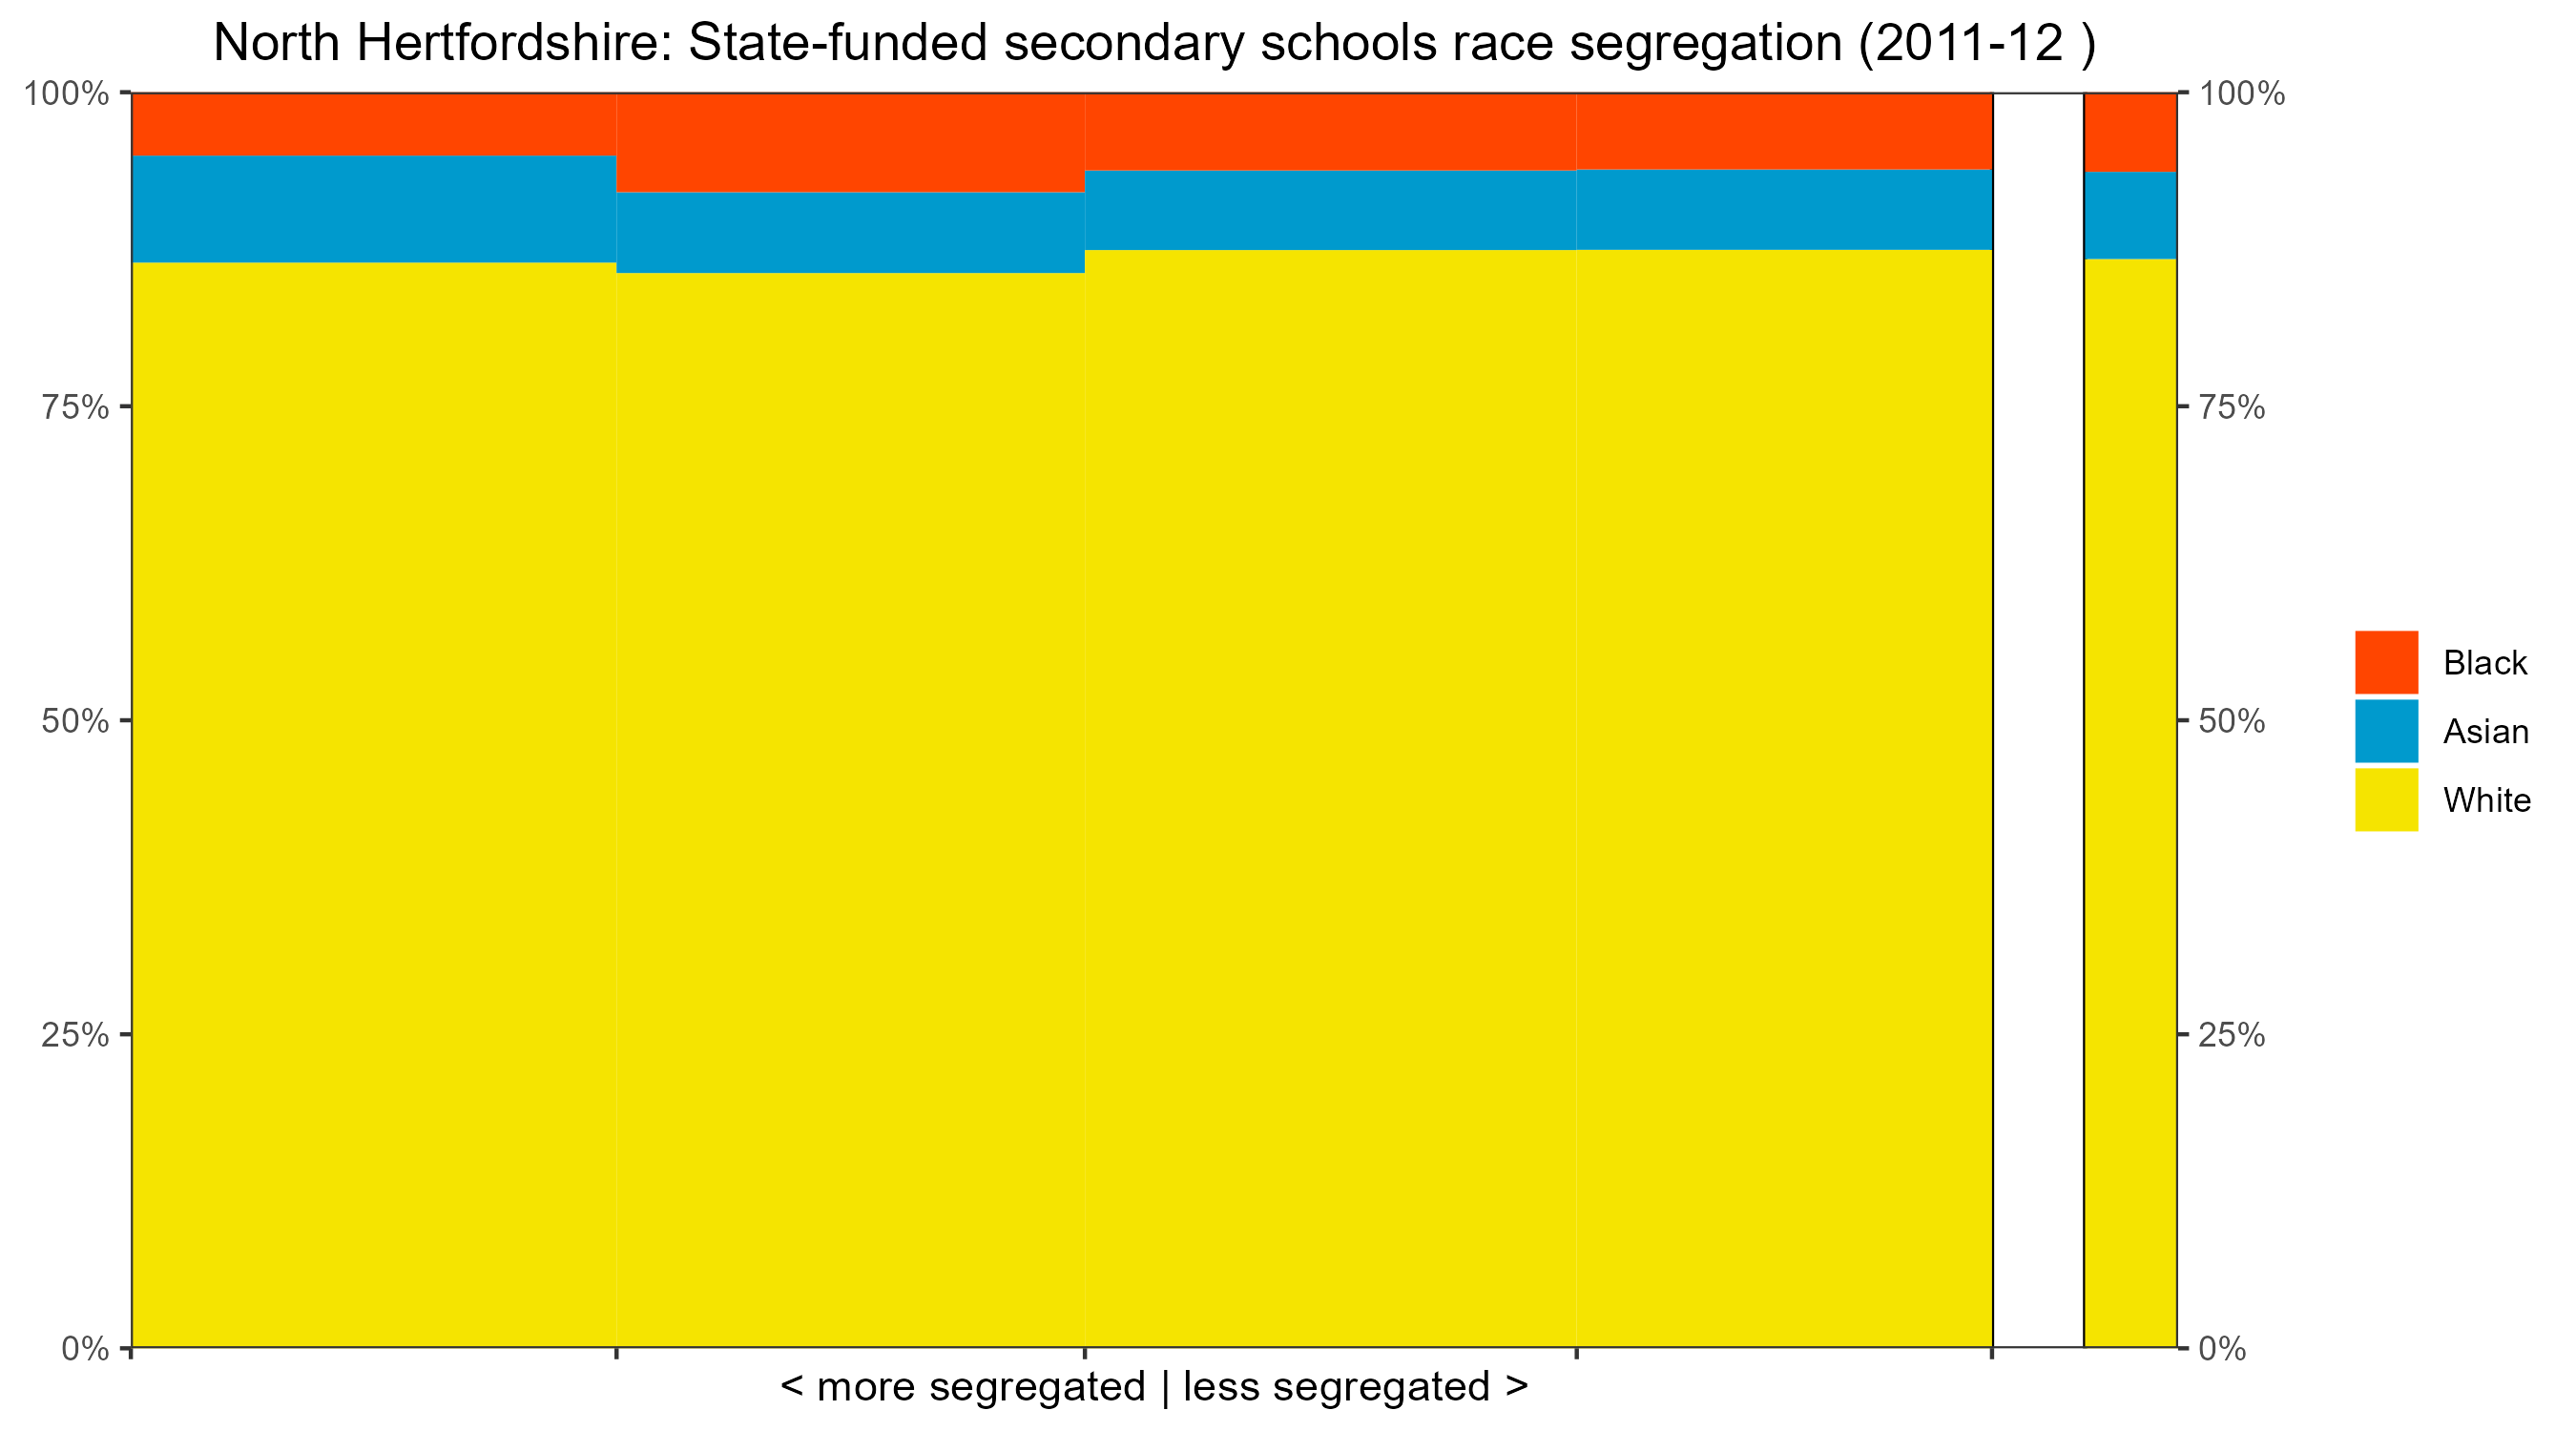 North Hertfordshire: State-funded secondary schools race segregation (2011-12 )
100%
75%
50%
25%
0%
100%
75%
50%
25%
0%
Black
Asian
White
< more segregated | less segregated >